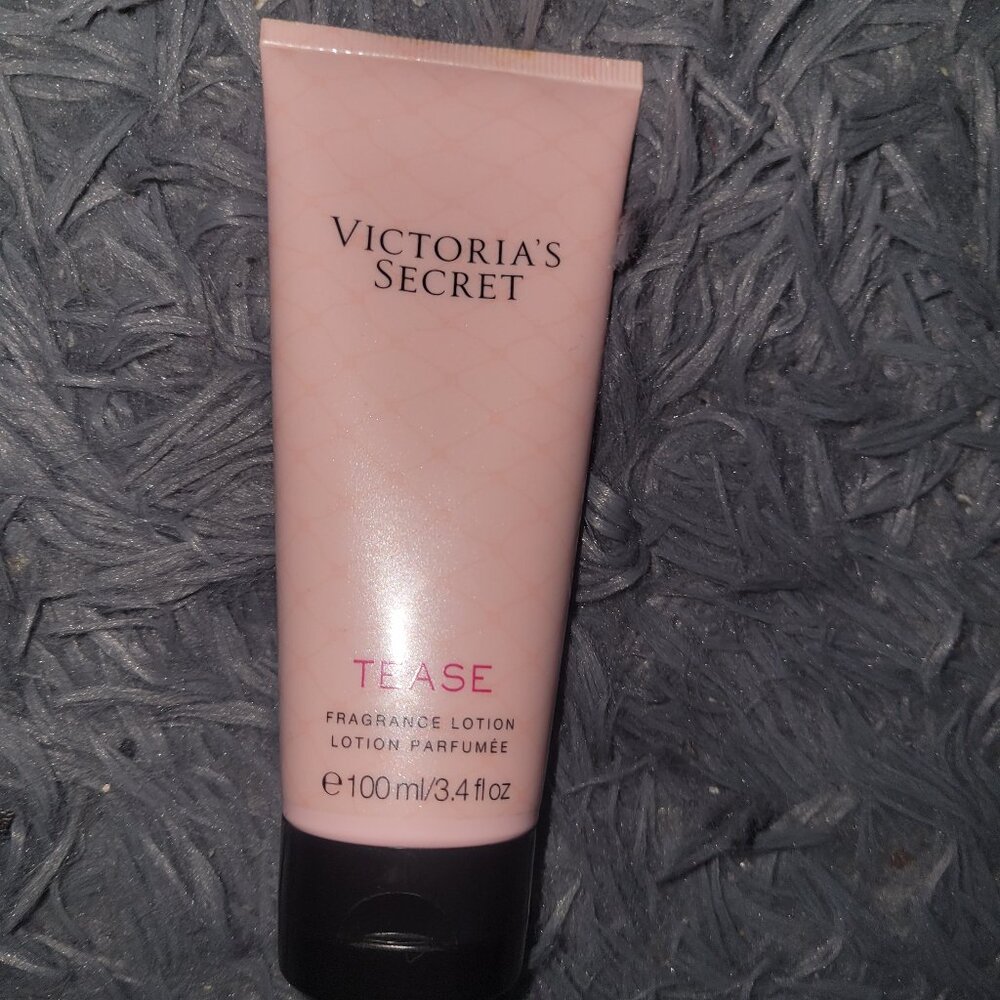 VICTORIA'S
SECRET
TEASE
FRAGRANCE LOTION
LOTION PARFUMÉE
℮100 ml/3.4 fl oz